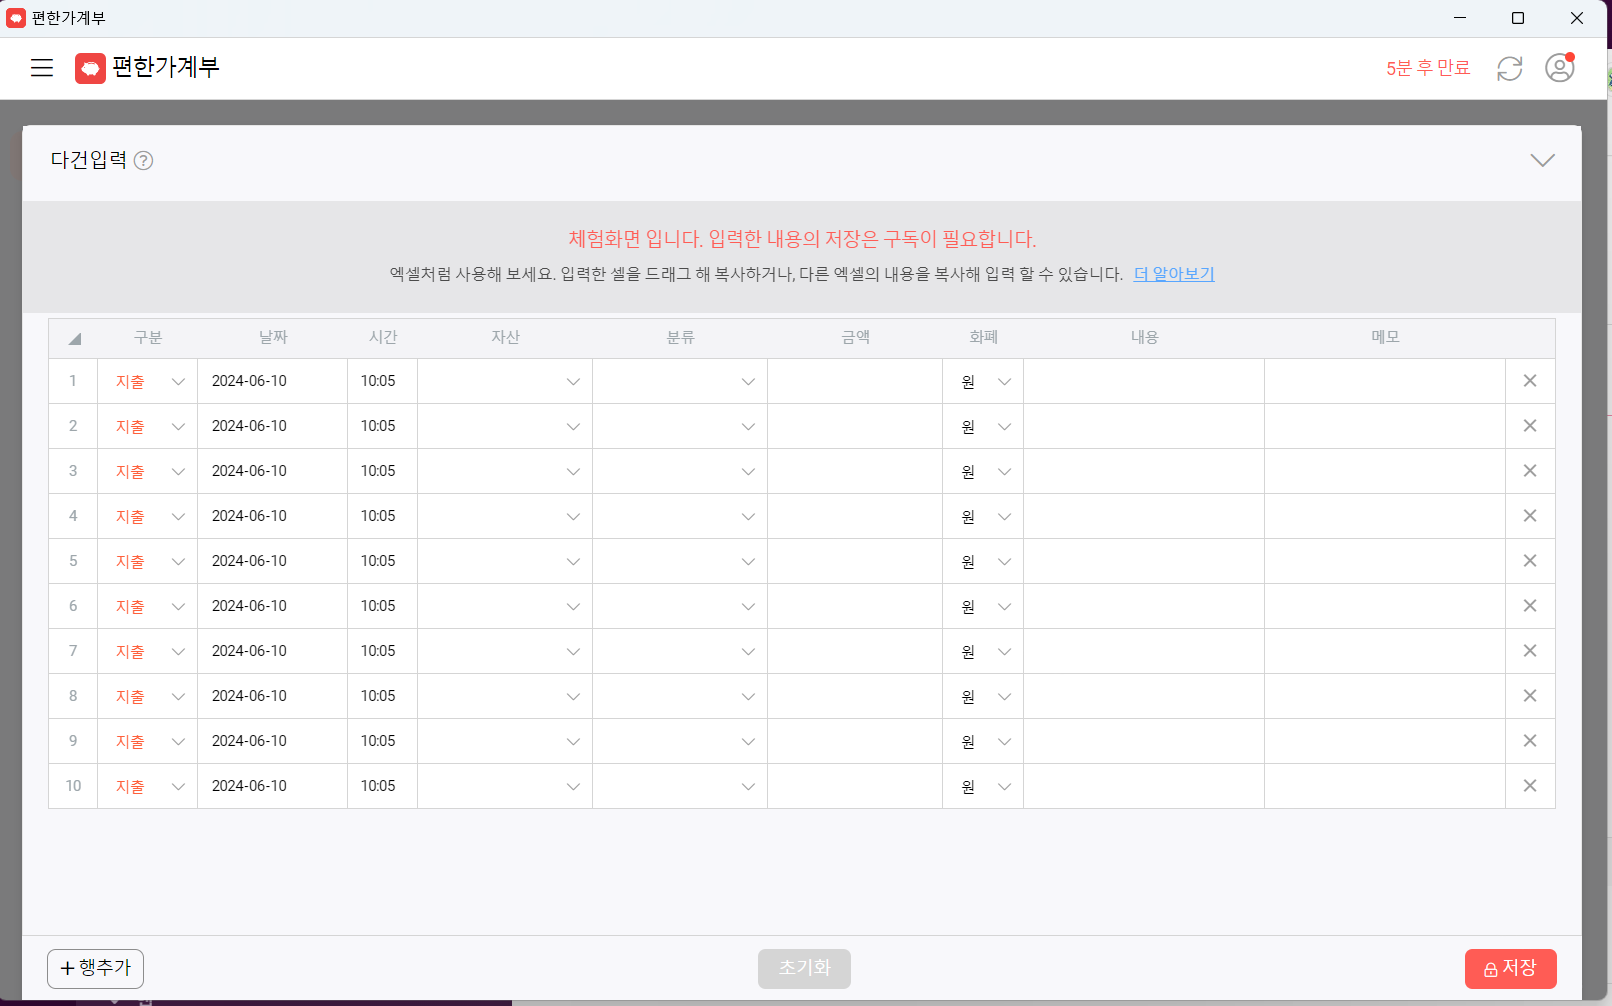 편한가계부
편한가계부
5분 후 만료
다건입력 ?
체험화면 입니다. 입력한 내용의 저장은 구독이 필요합니다.
엑셀처럼 사용해 보세요. 입력한 셀을 드래그 해 복사하거나, 다른 엑셀의 내용을 복사해 입력 할 수 있습니다. 더 알아보기
구분 날짜 시간 자산 분류 금액 화폐 내용 메모
1 지출 2024-06-10 10:05 원
2 지출 2024-06-10 10:05 원
3 지출 2024-06-10 10:05 원
4 지출 2024-06-10 10:05 원
5 지출 2024-06-10 10:05 원
6 지출 2024-06-10 10:05 원
7 지출 2024-06-10 10:05 원
8 지출 2024-06-10 10:05 원
9 지출 2024-06-10 10:05 원
10 지출 2024-06-10 10:05 원
+행추가 초기화 저장